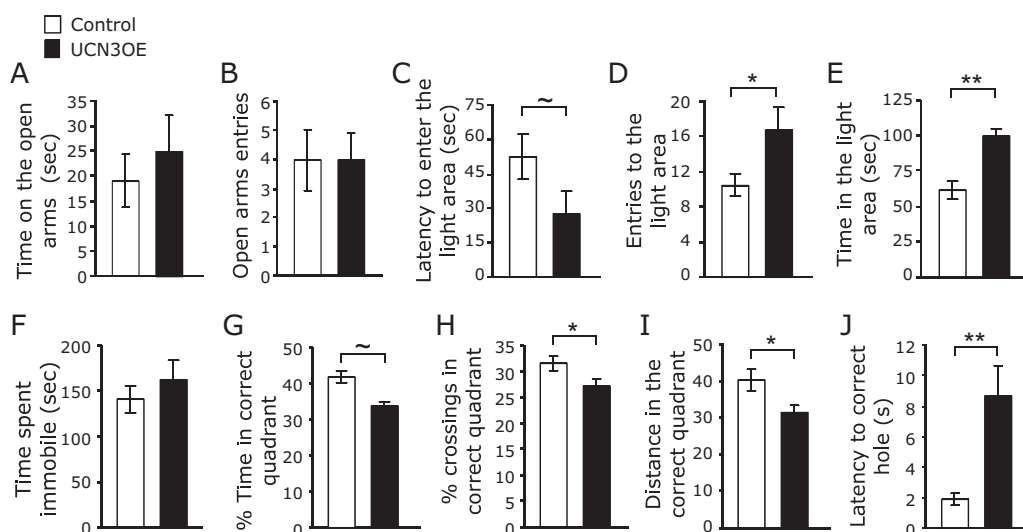 Control
UCN3OE
A
Time on the open
arms (sec)
35
30
25
20
15
10
5
0
B
Open arms entries
6
5
4
3
2
1
0
C
Latency to enter the
light area (sec)
75
60
45
30
15
0
~
D
Entries to the
light area
20
16
12
8
4
0
*
E
Time in the light
area (sec)
125
100
75
50
25
0
**
F
Time spent
immobile (sec)
200
150
100
50
0
G
% Time in correct
quadrant
50
40
30
20
10
0
~
H
% crossings in
correct quadrant
35
30
25
20
15
10
5
0
*
I
Distance in the
correct quadrant
50
40
30
20
10
0
*
J
Latency to correct
hole (s)
12
10
8
6
4
2
0
**